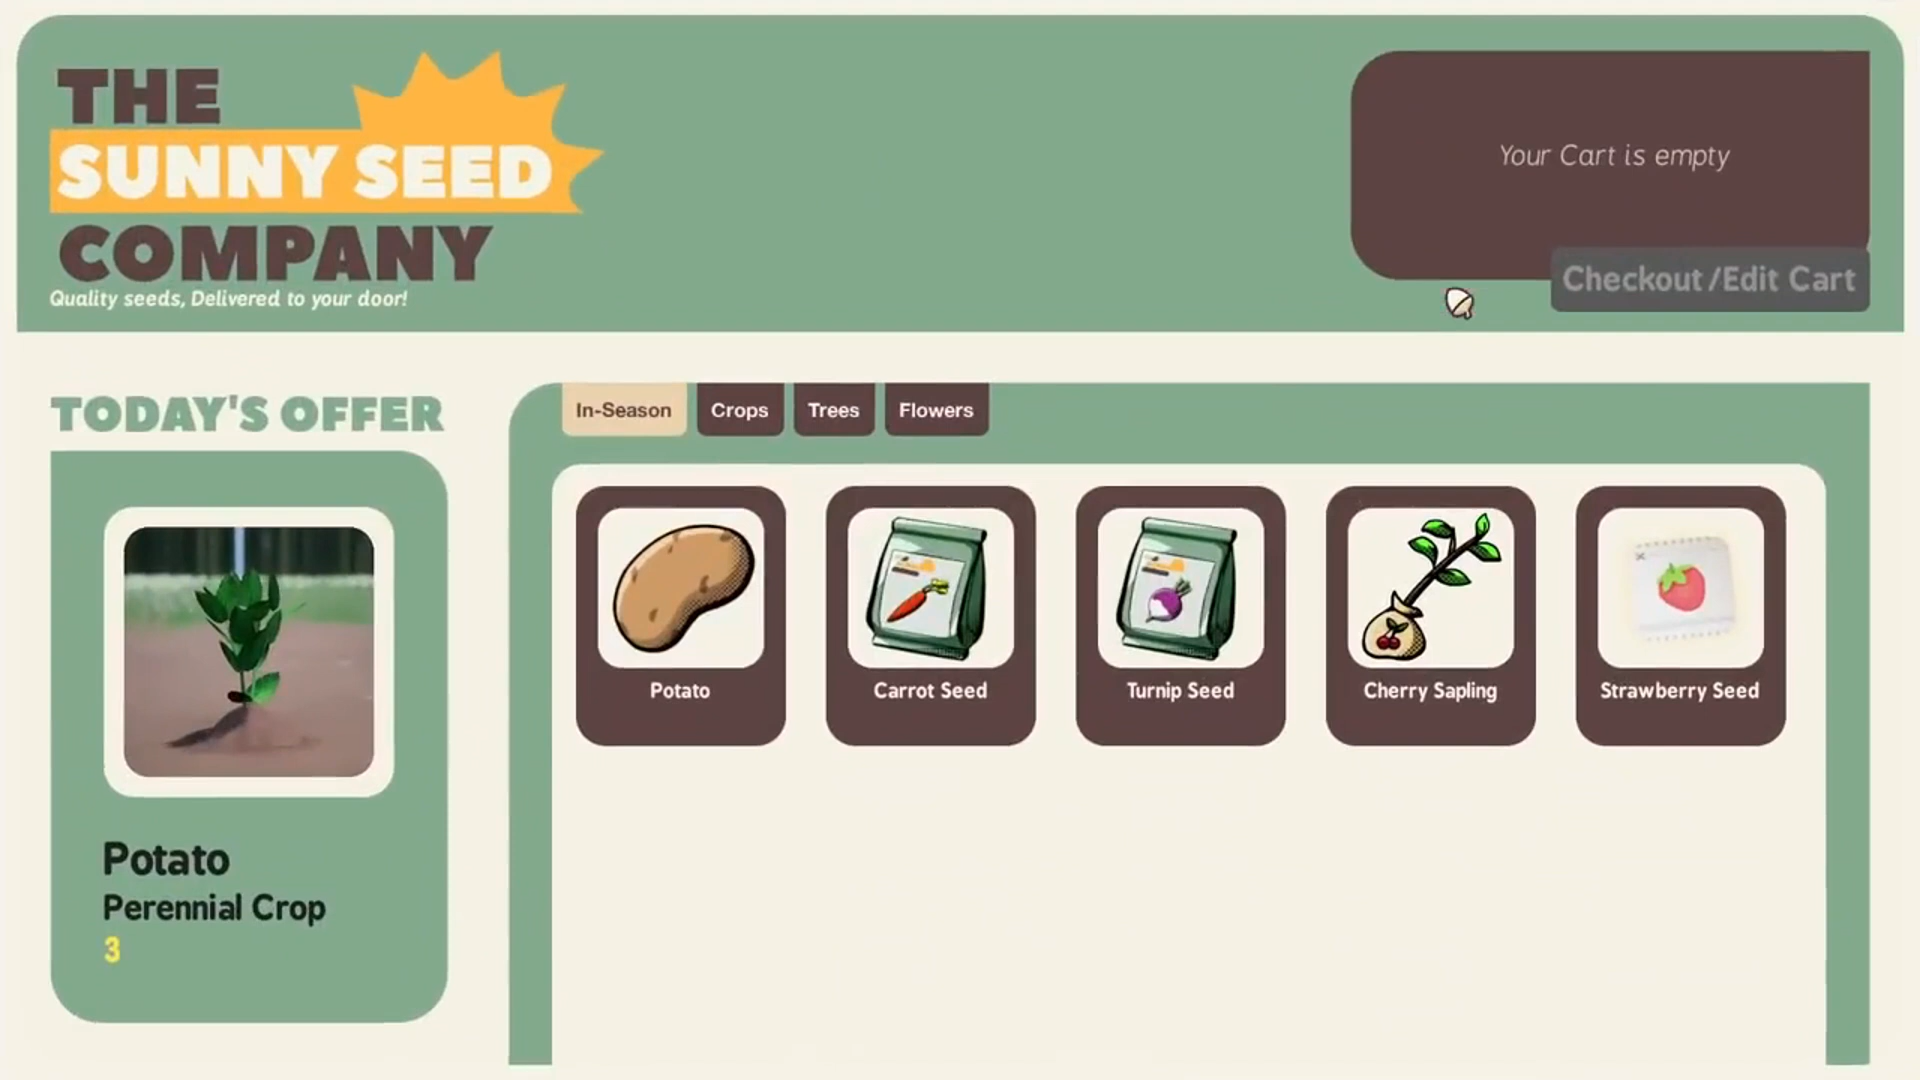 THE
SUNNY SEED
COMPANY
Quality seeds, Delivered to your door!
Your Cart is empty
Checkout /Edit Cart
TODAY'S OFFER
Potato
Perennial Crop
3
In-Season
Crops
Trees
Flowers
Potato
Carrot Seed
Turnip Seed
Cherry Sapling
Strawberry Seed